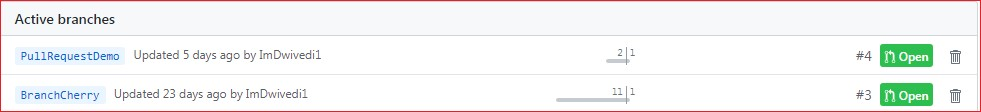 Active branches
PullRequestDemo Updated 5 days ago by ImDwivedi1 2 1 #4 Open
BranchCherry Updated 23 days ago by ImDwivedi1 11 1 #3 Open